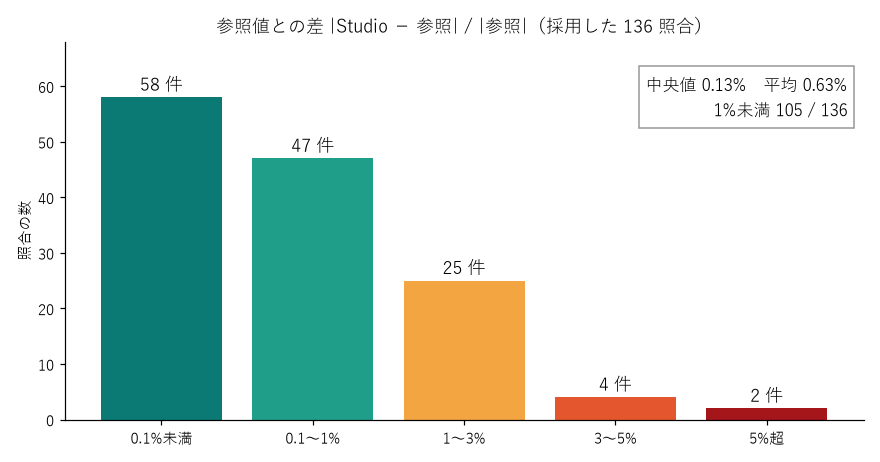 参照値との差 |Studio − 参照| / |参照|（採用した 136 照合）
中央値 0.13%　平均 0.63%
1%未満 105 / 136
照合の数
60
50
40
30
20
10
0
58 件
47 件
25 件
4 件
2 件
0.1%未満
0.1〜1%
1〜3%
3〜5%
5%超